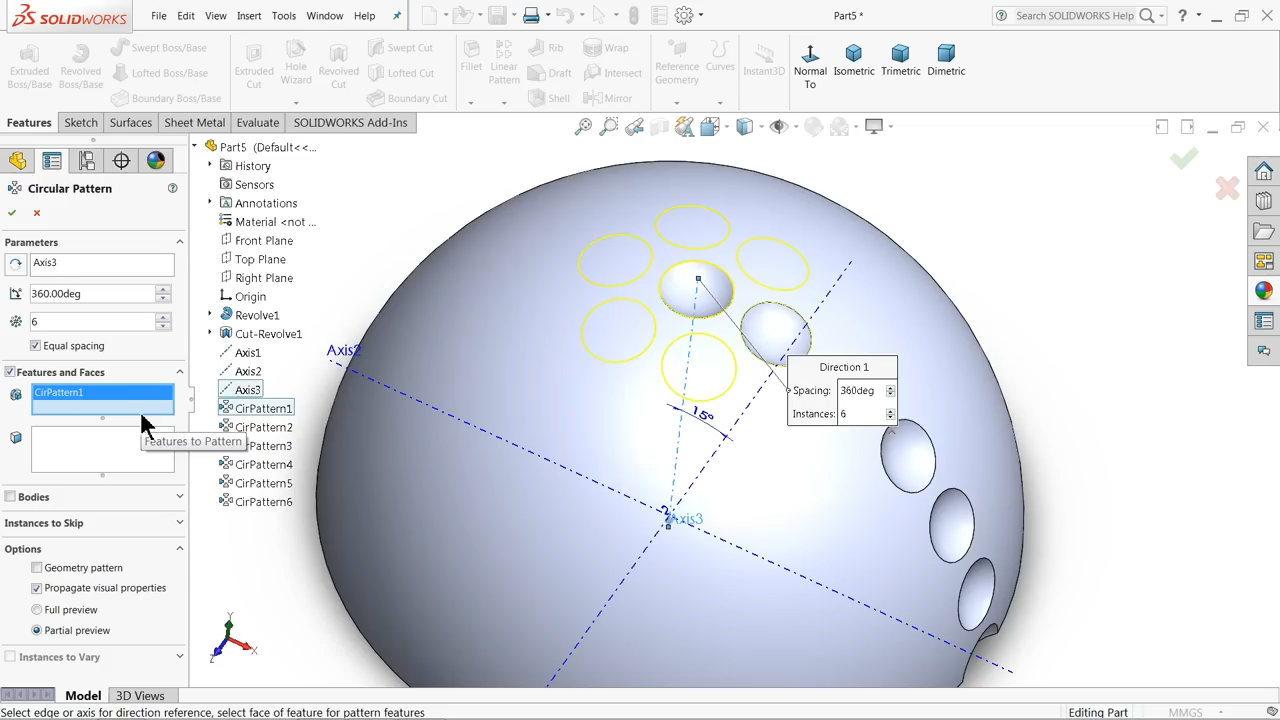 SOLIDWORKS
File
Edit
View
Insert
Tools
Window
Help
Part5 *
Search SOLIDWORKS Help
Extruded Boss/Base
Revolved Boss/Base
Swept Boss/Base
Lofted Boss/Base
Boundary Boss/Base
Extruded Cut
Hole Wizard
Revolved Cut
Swept Cut
Lofted Cut
Boundary Cut
Fillet
Linear Pattern
Rib
Draft
Shell
Wrap
Intersect
Mirror
Reference Geometry
Curves
Instant3D
Normal To
Isometric
Trimetric
Dimetric
Features
Sketch
Surfaces
Sheet Metal
Evaluate
SOLIDWORKS Add-Ins
Circular Pattern
Parameters
Axis3
360.00deg
6
Equal spacing
Features and Faces
CirPattern1
Features to Pattern
Bodies
Instances to Skip
Options
Geometry pattern
Propagate visual properties
Full preview
Partial preview
Instances to Vary
Part5 (Default<<...
History
Sensors
Annotations
Material <not ...
Front Plane
Top Plane
Right Plane
Origin
Revolve1
Cut-Revolve1
Axis1
Axis2
Axis3
CirPattern1
CirPattern2
CirPattern3
CirPattern4
CirPattern5
CirPattern6
Axis2
15°
Axis3
Direction 1
Spacing: 360deg
Instances: 6
Y
X
Z
Model
3D Views
Select edge or axis for direction reference, select face of feature for pattern features
Editing Part
MMGS